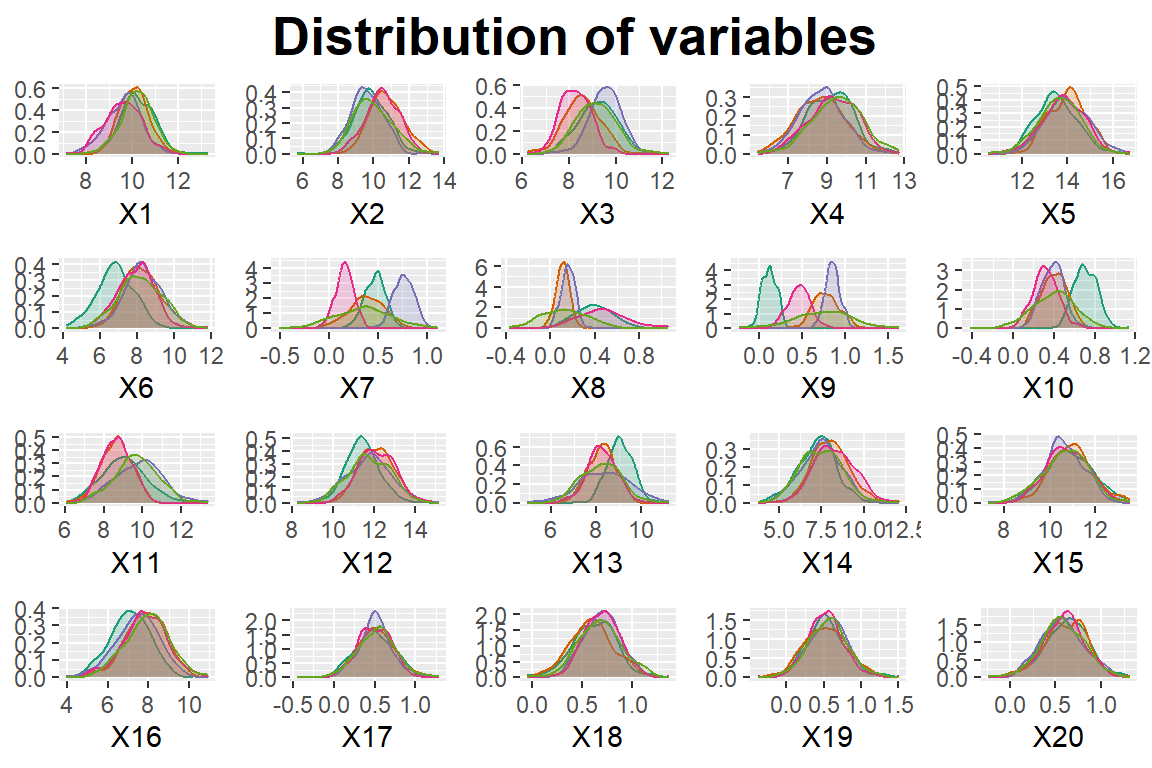 Distribution of variables
0.6 0.4 0.2 0.0
8 10 12
X1
0.4 0.3 0.2 0.1 0.0
6 8 10 12 14
X2
0.6 0.4 0.2 0.0
6 8 10 12
X3
0.3 0.2 0.1 0.0
7 9 11 13
X4
0.5 0.4 0.3 0.2 0.1 0.0
12 14 16
X5
0.4 0.3 0.2 0.1 0.0
4 6 8 10 12
X6
4 3 2 1 0
-0.5 0.0 0.5 1.0
X7
6 4 2 0
-0.4 0.0 0.4 0.8
X8
4 3 2 1 0
0.0 0.5 1.0 1.5
X9
3 2 1 0
-0.4 0.0 0.4 0.8 1.2
X10
0.5 0.4 0.3 0.2 0.1 0.0
6 8 10 12
X11
0.5 0.4 0.3 0.2 0.1 0.0
8 10 12 14
X12
0.6 0.4 0.2 0.0
6 8 10
X13
0.3 0.2 0.1 0.0
5.0 7.5 10.0 12.5
X14
0.5 0.4 0.3 0.2 0.1 0.0
8 10 12
X15
0.4 0.3 0.2 0.1 0.0
4 6 8 10
X16
2.0 1.5 1.0 0.5 0.0
-0.5 0.0 0.5 1.0
X17
2.0 1.5 1.0 0.5 0.0
0.0 0.5 1.0
X18
1.5 1.0 0.5 0.0
0.0 0.5 1.0 1.5
X19
1.5 1.0 0.5 0.0
0.0 0.5 1.0
X20